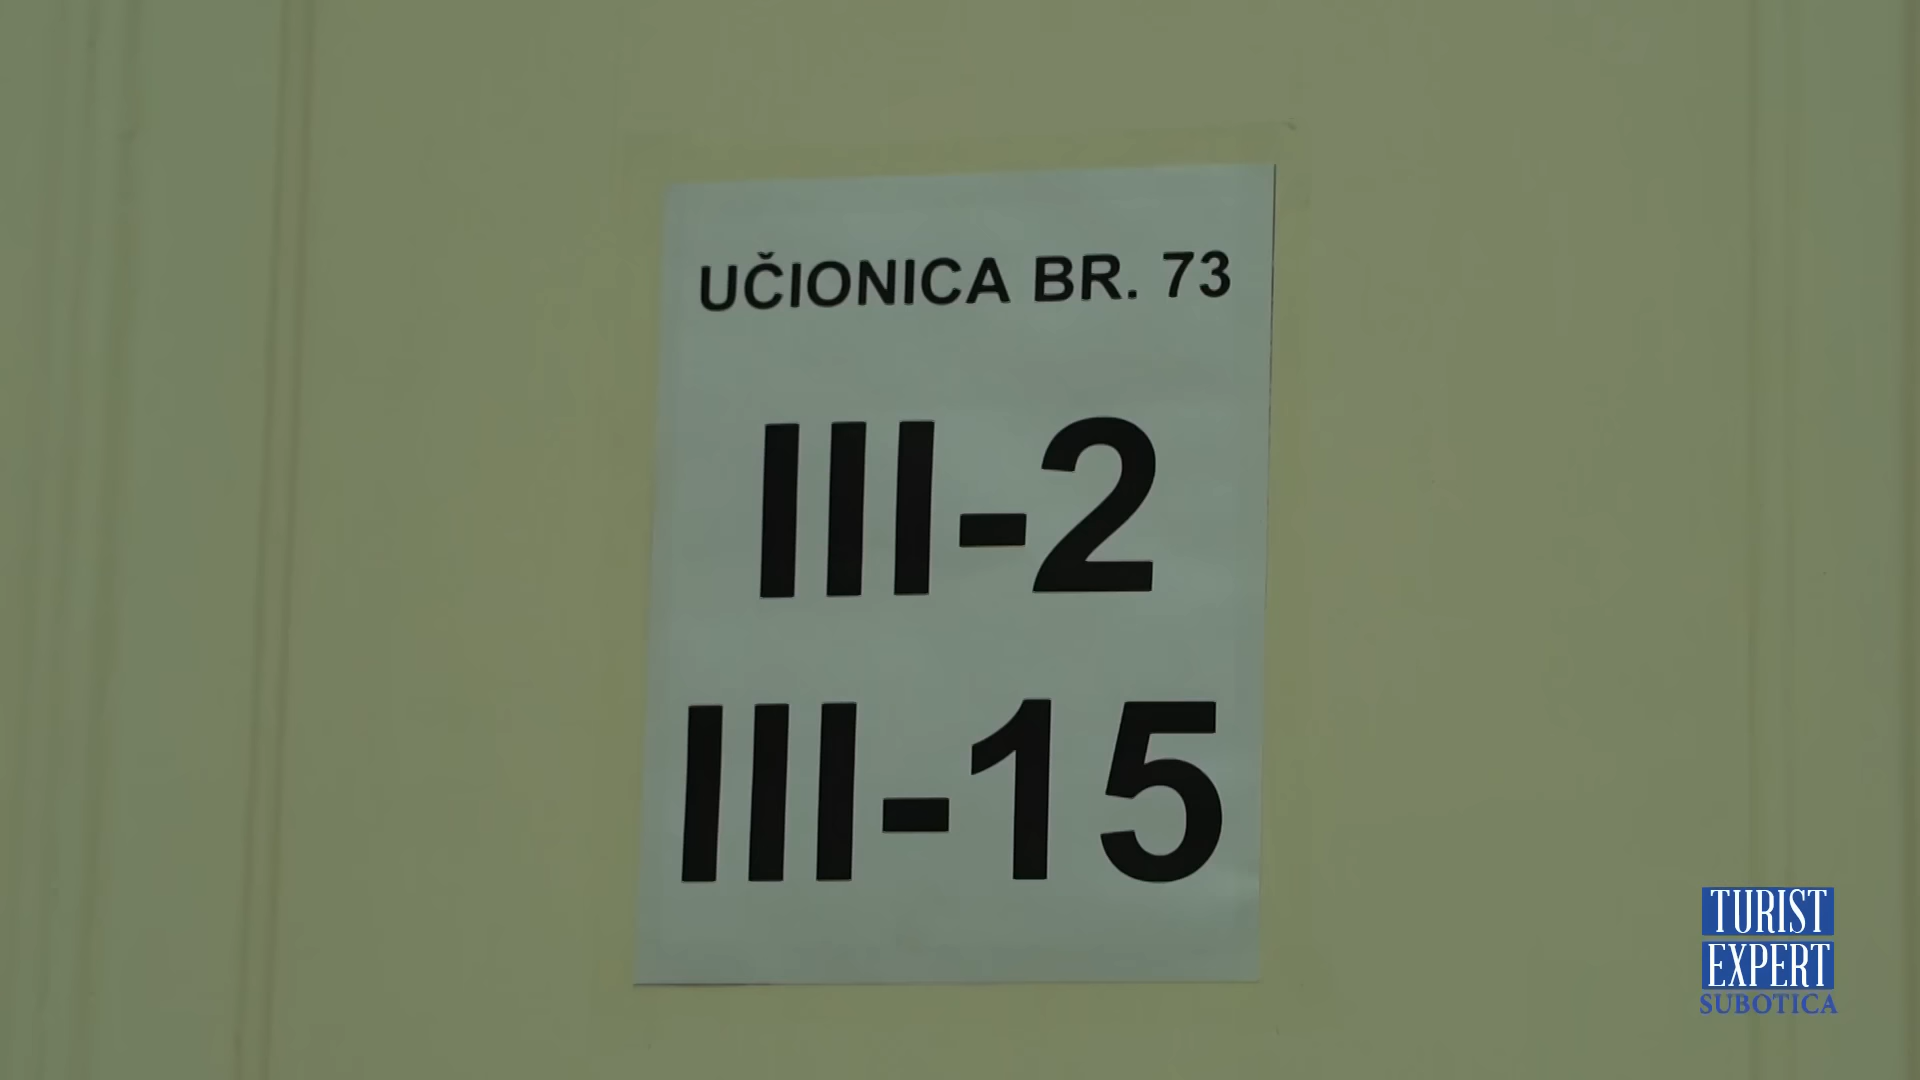 UČIONICA BR. 73
III-2
III-15
TURIST
EXPERT
SUBOTICA